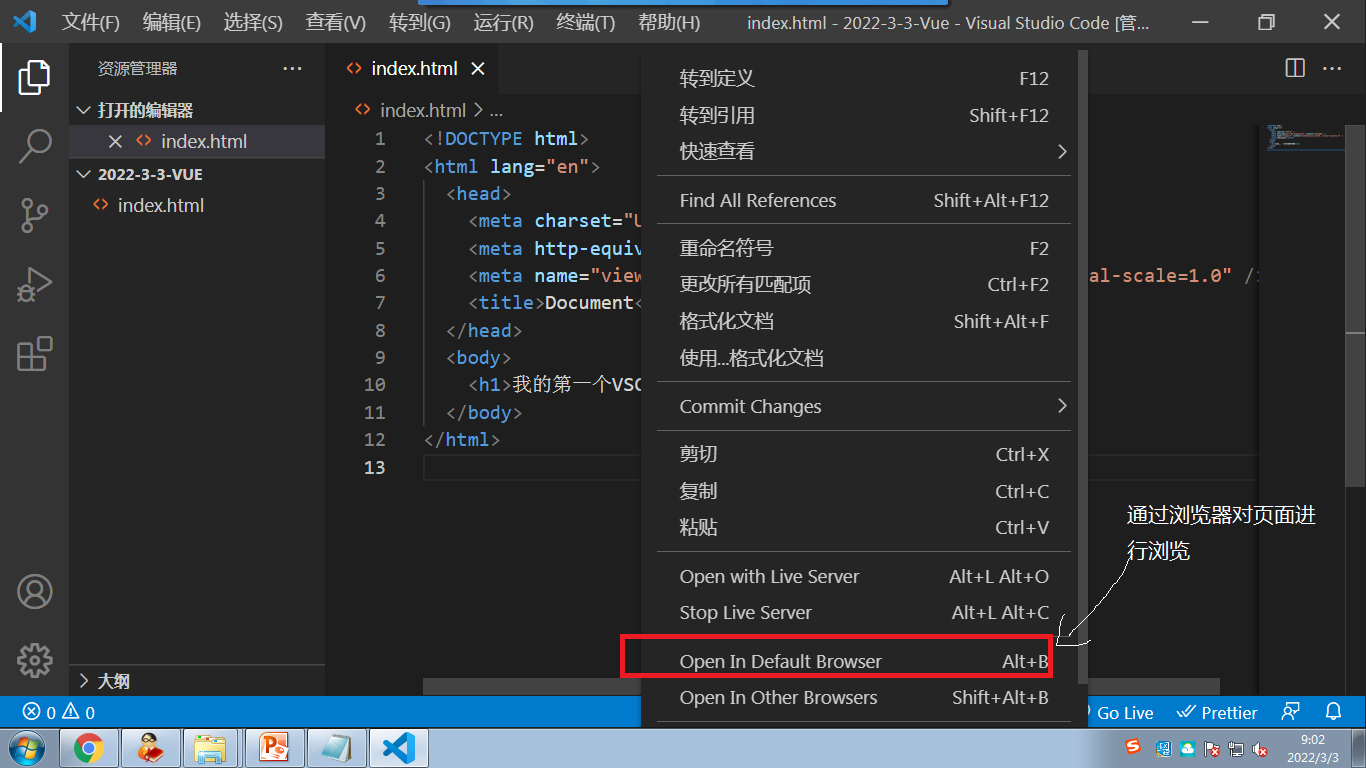 文件(F) 编辑(E) 选择(S) 查看(V) 转到(G) 运行(R) 终端(T) 帮助(H) index.html - 2022-3-3-Vue - Visual Studio Code [管...
资源管理器 ...
打开的编辑器
index.html
2022-3-3-VUE
index.html
大纲
index.html
index.html > ...
1 <!DOCTYPE html>
2 <html lang="en">
3 <head>
4 <meta charset="U
5 <meta http-equiv
6 <meta name="view al-scale=1.0" />
7 <title>Document<
8 </head>
9 <body>
10 <h1>我的第一个VSC
11 </body>
12 </html>
13
转到定义 F12
转到引用 Shift+F12
快速查看
Find All References Shift+Alt+F12
重命名符号 F2
更改所有匹配项 Ctrl+F2
格式化文档 Shift+Alt+F
使用...格式化文档
Commit Changes
剪切 Ctrl+X
复制 Ctrl+C
粘贴 Ctrl+V
Open with Live Server Alt+L Alt+O
Stop Live Server Alt+L Alt+C
Open In Default Browser Alt+B
Open In Other Browsers Shift+Alt+B
通过浏览器对页面进
行浏览
0 0 Go Live Prettier
9:02
2022/3/3